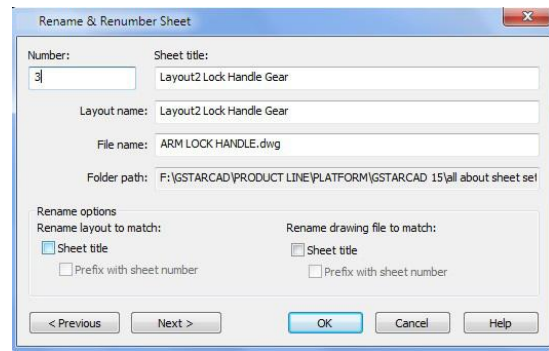 Rename & Renumber Sheet
Number: Sheet title:
3 Layout2 Lock Handle Gear
Layout name: Layout2 Lock Handle Gear
File name: ARM LOCK HANDLE.dwg
Folder path: F:\GSTARCAD\PRODUCT LINE\PLATFORM\GSTARCAD 15\all about sheet set
Rename options
Rename layout to match: Rename drawing file to match:
Sheet title Sheet title
Prefix with sheet number Prefix with sheet number
< Previous Next > OK Cancel Help